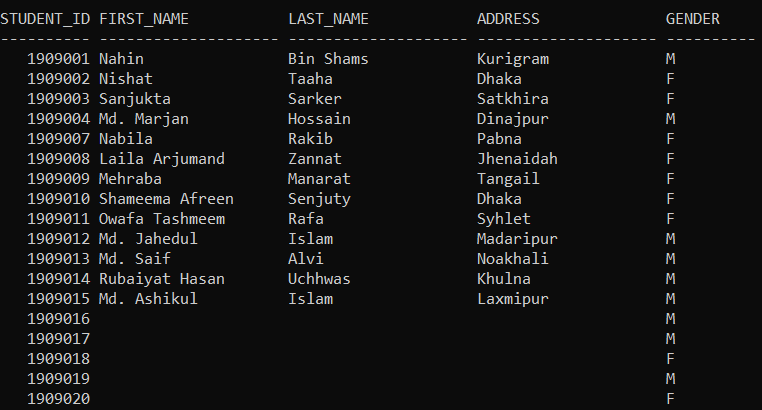 STUDENT_ID FIRST_NAME LAST_NAME ADDRESS GENDER
---------- -------------------- -------------------- -------------------- ----------
1909001 Nahin Bin Shams Kurigram M
1909002 Nishat Taaha Dhaka F
1909003 Sanjukta Sarker Satkhira F
1909004 Md. Marjan Hossain Dinajpur M
1909007 Nabila Rakib Pabna F
1909008 Laila Arjumand Zannat Jhenaidah F
1909009 Mehraba Manarat Tangail F
1909010 Shameema Afreen Senjuty Dhaka F
1909011 Owafa Tashmeem Rafa Syhlet F
1909012 Md. Jahedul Islam Madaripur M
1909013 Md. Saif Alvi Noakhali M
1909014 Rubaiyat Hasan Uchhwas Khulna M
1909015 Md. Ashikul Islam Laxmipur M
1909016 M
1909017 M
1909018 F
1909019 M
1909020 F